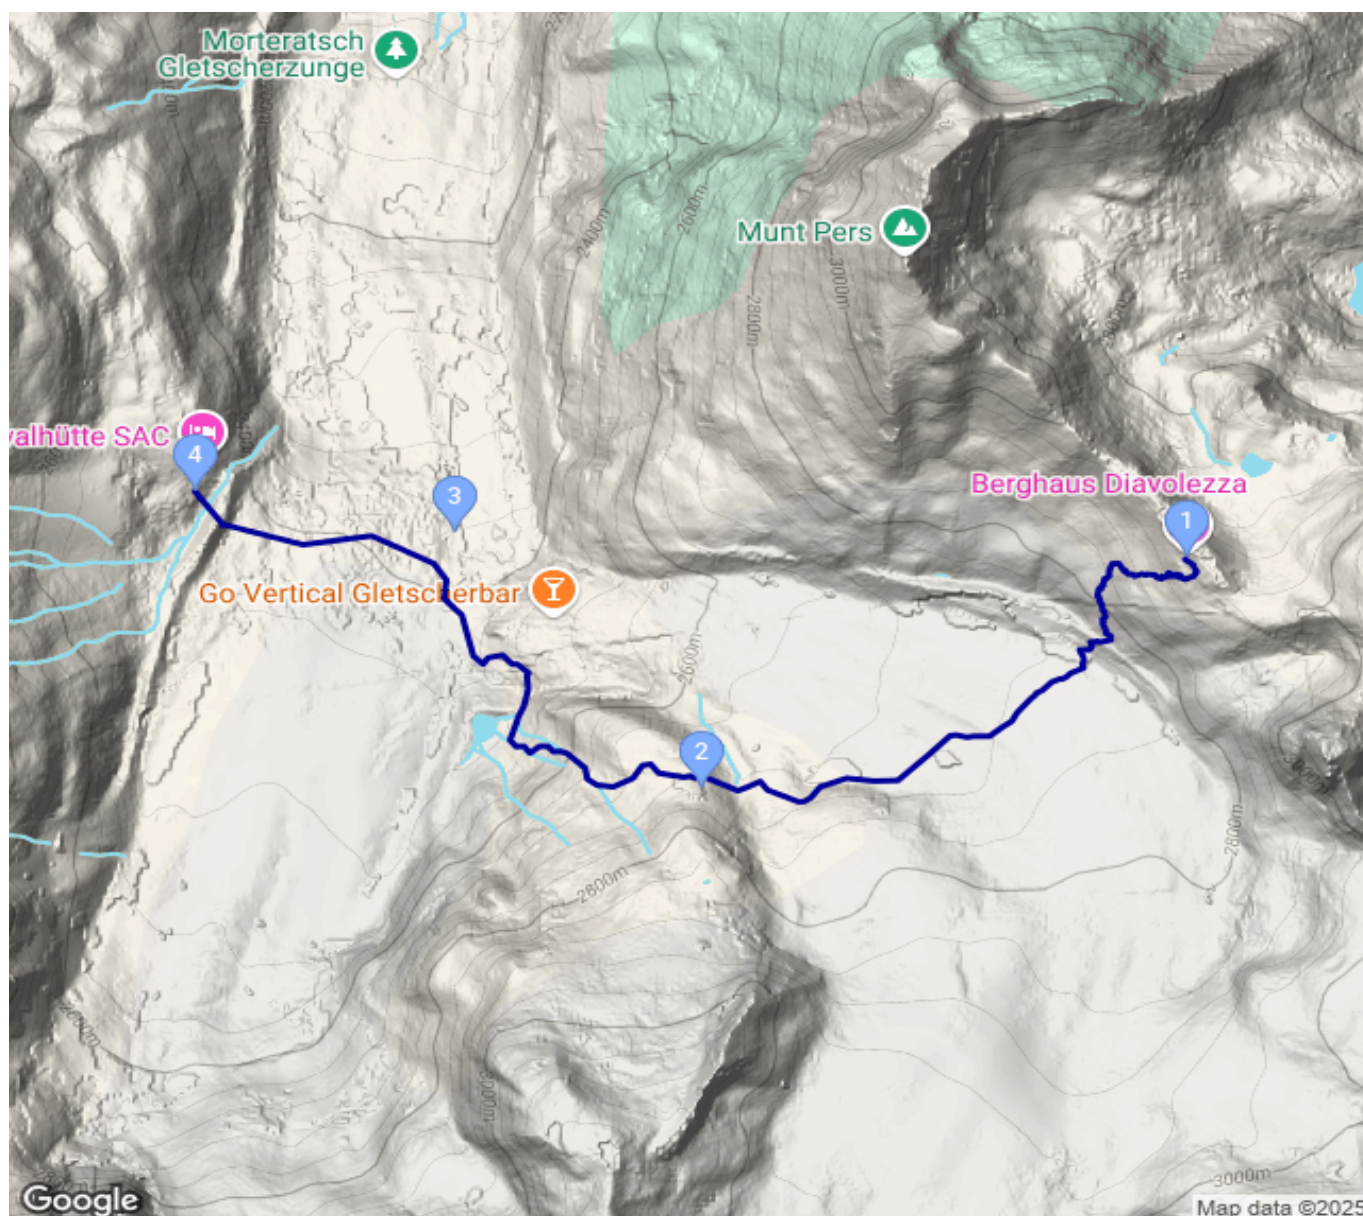 Morteratsch
Gletscherzunge
2400m
2600m
Munt Pers
3000m
2800m
valhütte SAC
4
3
Berghaus Diavolezza
1
Go Vertical Gletscherbar
2600m
2
2800m
2800m
3000m
3000m
Google
Map data ©2025